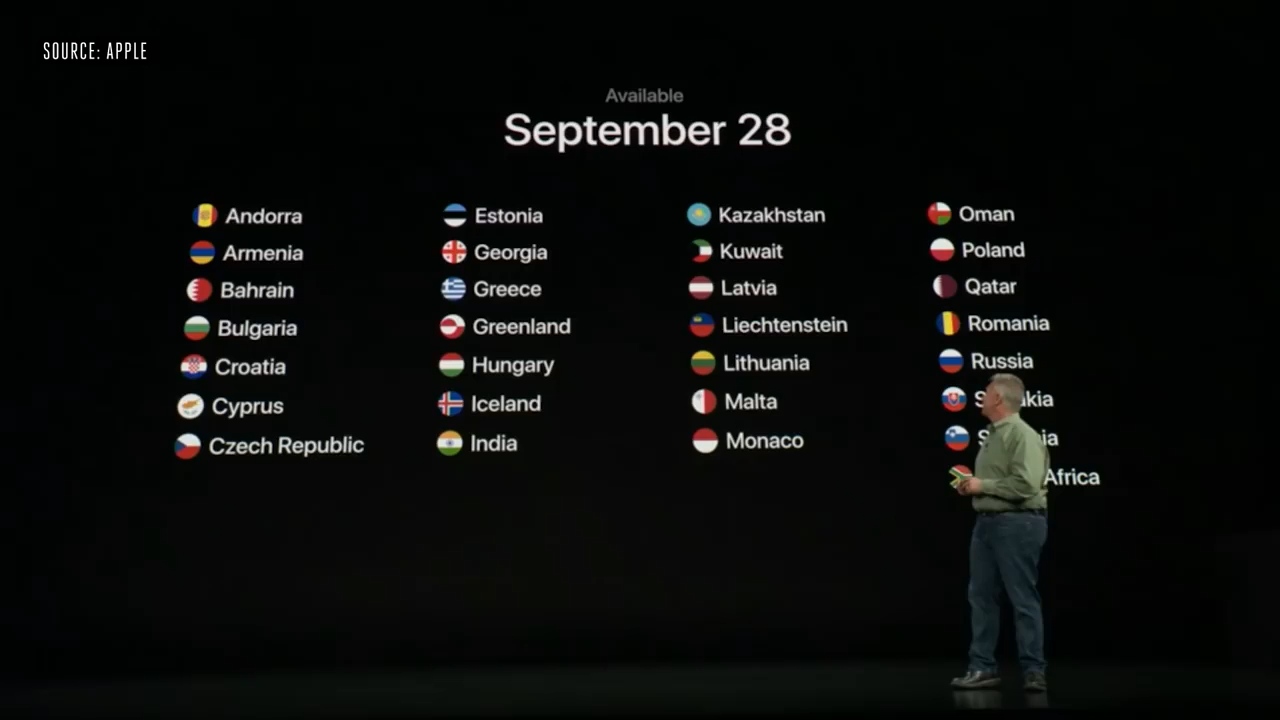 SOURCE: APPLE
Available
September 28
Andorra
Armenia
Bahrain
Bulgaria
Croatia
Cyprus
Czech Republic
Estonia
Georgia
Greece
Greenland
Hungary
Iceland
India
Kazakhstan
Kuwait
Latvia
Liechtenstein
Lithuania
Malta
Monaco
Oman
Poland
Qatar
Romania
Russia
Africa